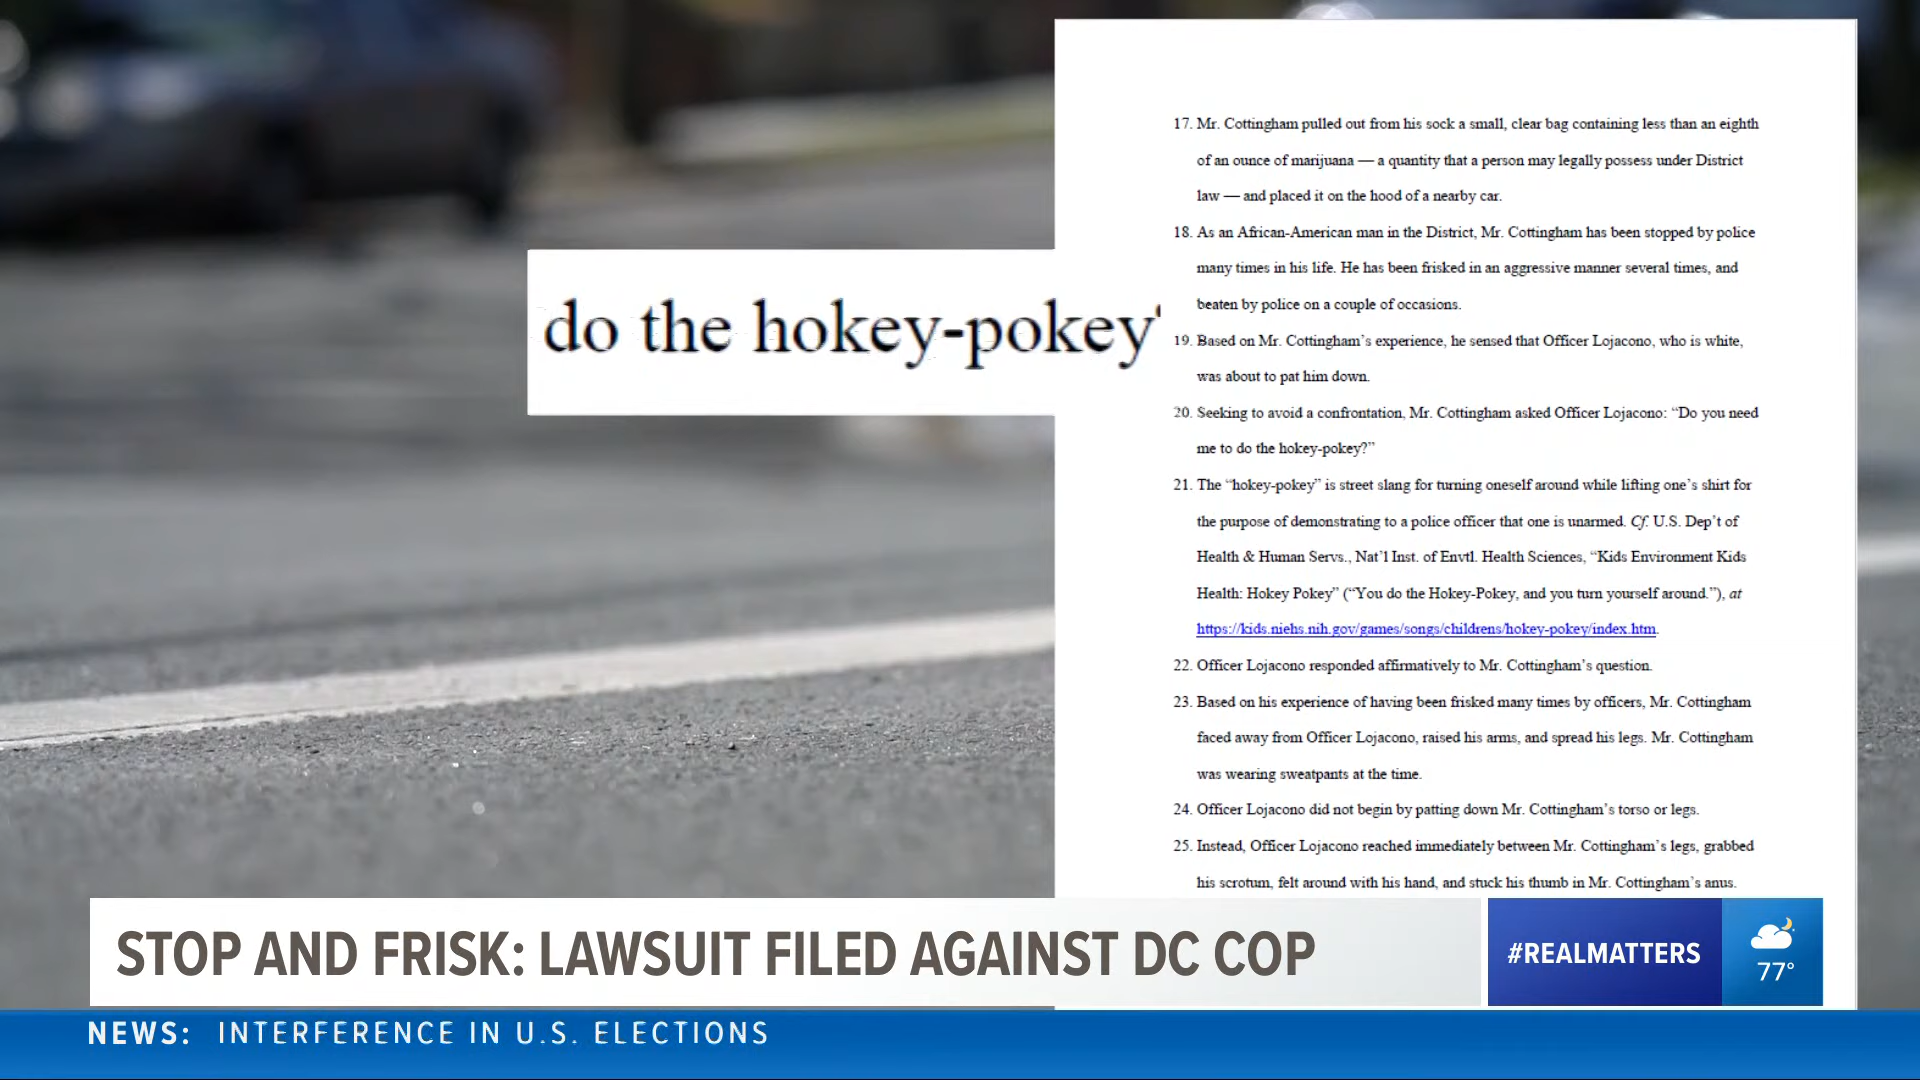 17. Mr. Cottingham pulled out from his sock a small, clear bag containing less than an eighth
of an ounce of marijuana — a quantity that a person may legally possess under District
law — and placed it on the hood of a nearby car.
18. As an African-American man in the District, Mr. Cottingham has been stopped by police
many times in his life. He has been frisked in an aggressive manner several times, and
beaten by police on a couple of occasions.
do the hokey-pokey'
19. Based on Mr. Cottingham's experience, he sensed that Officer Lojacono, who is white,
was about to pat him down.
20. Seeking to avoid a confrontation, Mr. Cottingham asked Officer Lojacono: “Do you need
me to do the hokey-pokey?”
21. The “hokey-pokey” is street slang for turning oneself around while lifting one's shirt for
the purpose of demonstrating to a police officer that one is unarmed. Cf. U.S. Dep't of
Health & Human Servs., Nat'l Inst. of Envtl. Health Sciences, “Kids Environment Kids
Health: Hokey Pokey” (“You do the Hokey-Pokey, and you turn yourself around.”), at
https://kids.niehs.nih.gov/games/songs/childrens/hokey-pokey/index.htm.
22. Officer Lojacono responded affirmatively to Mr. Cottingham's question.
23. Based on his experience of having been frisked many times by officers, Mr. Cottingham
faced away from Officer Lojacono, raised his arms, and spread his legs. Mr. Cottingham
was wearing sweatpants at the time.
24. Officer Lojacono did not begin by patting down Mr. Cottingham's torso or legs.
25. Instead, Officer Lojacono reached immediately between Mr. Cottingham's legs, grabbed
his scrotum, felt around with his hand, and stuck his thumb in Mr. Cottingham's anus.
STOP AND FRISK: LAWSUIT FILED AGAINST DC COP
#REALMATTERS
77°
NEWS: INTERFERENCE IN U.S. ELECTIONS